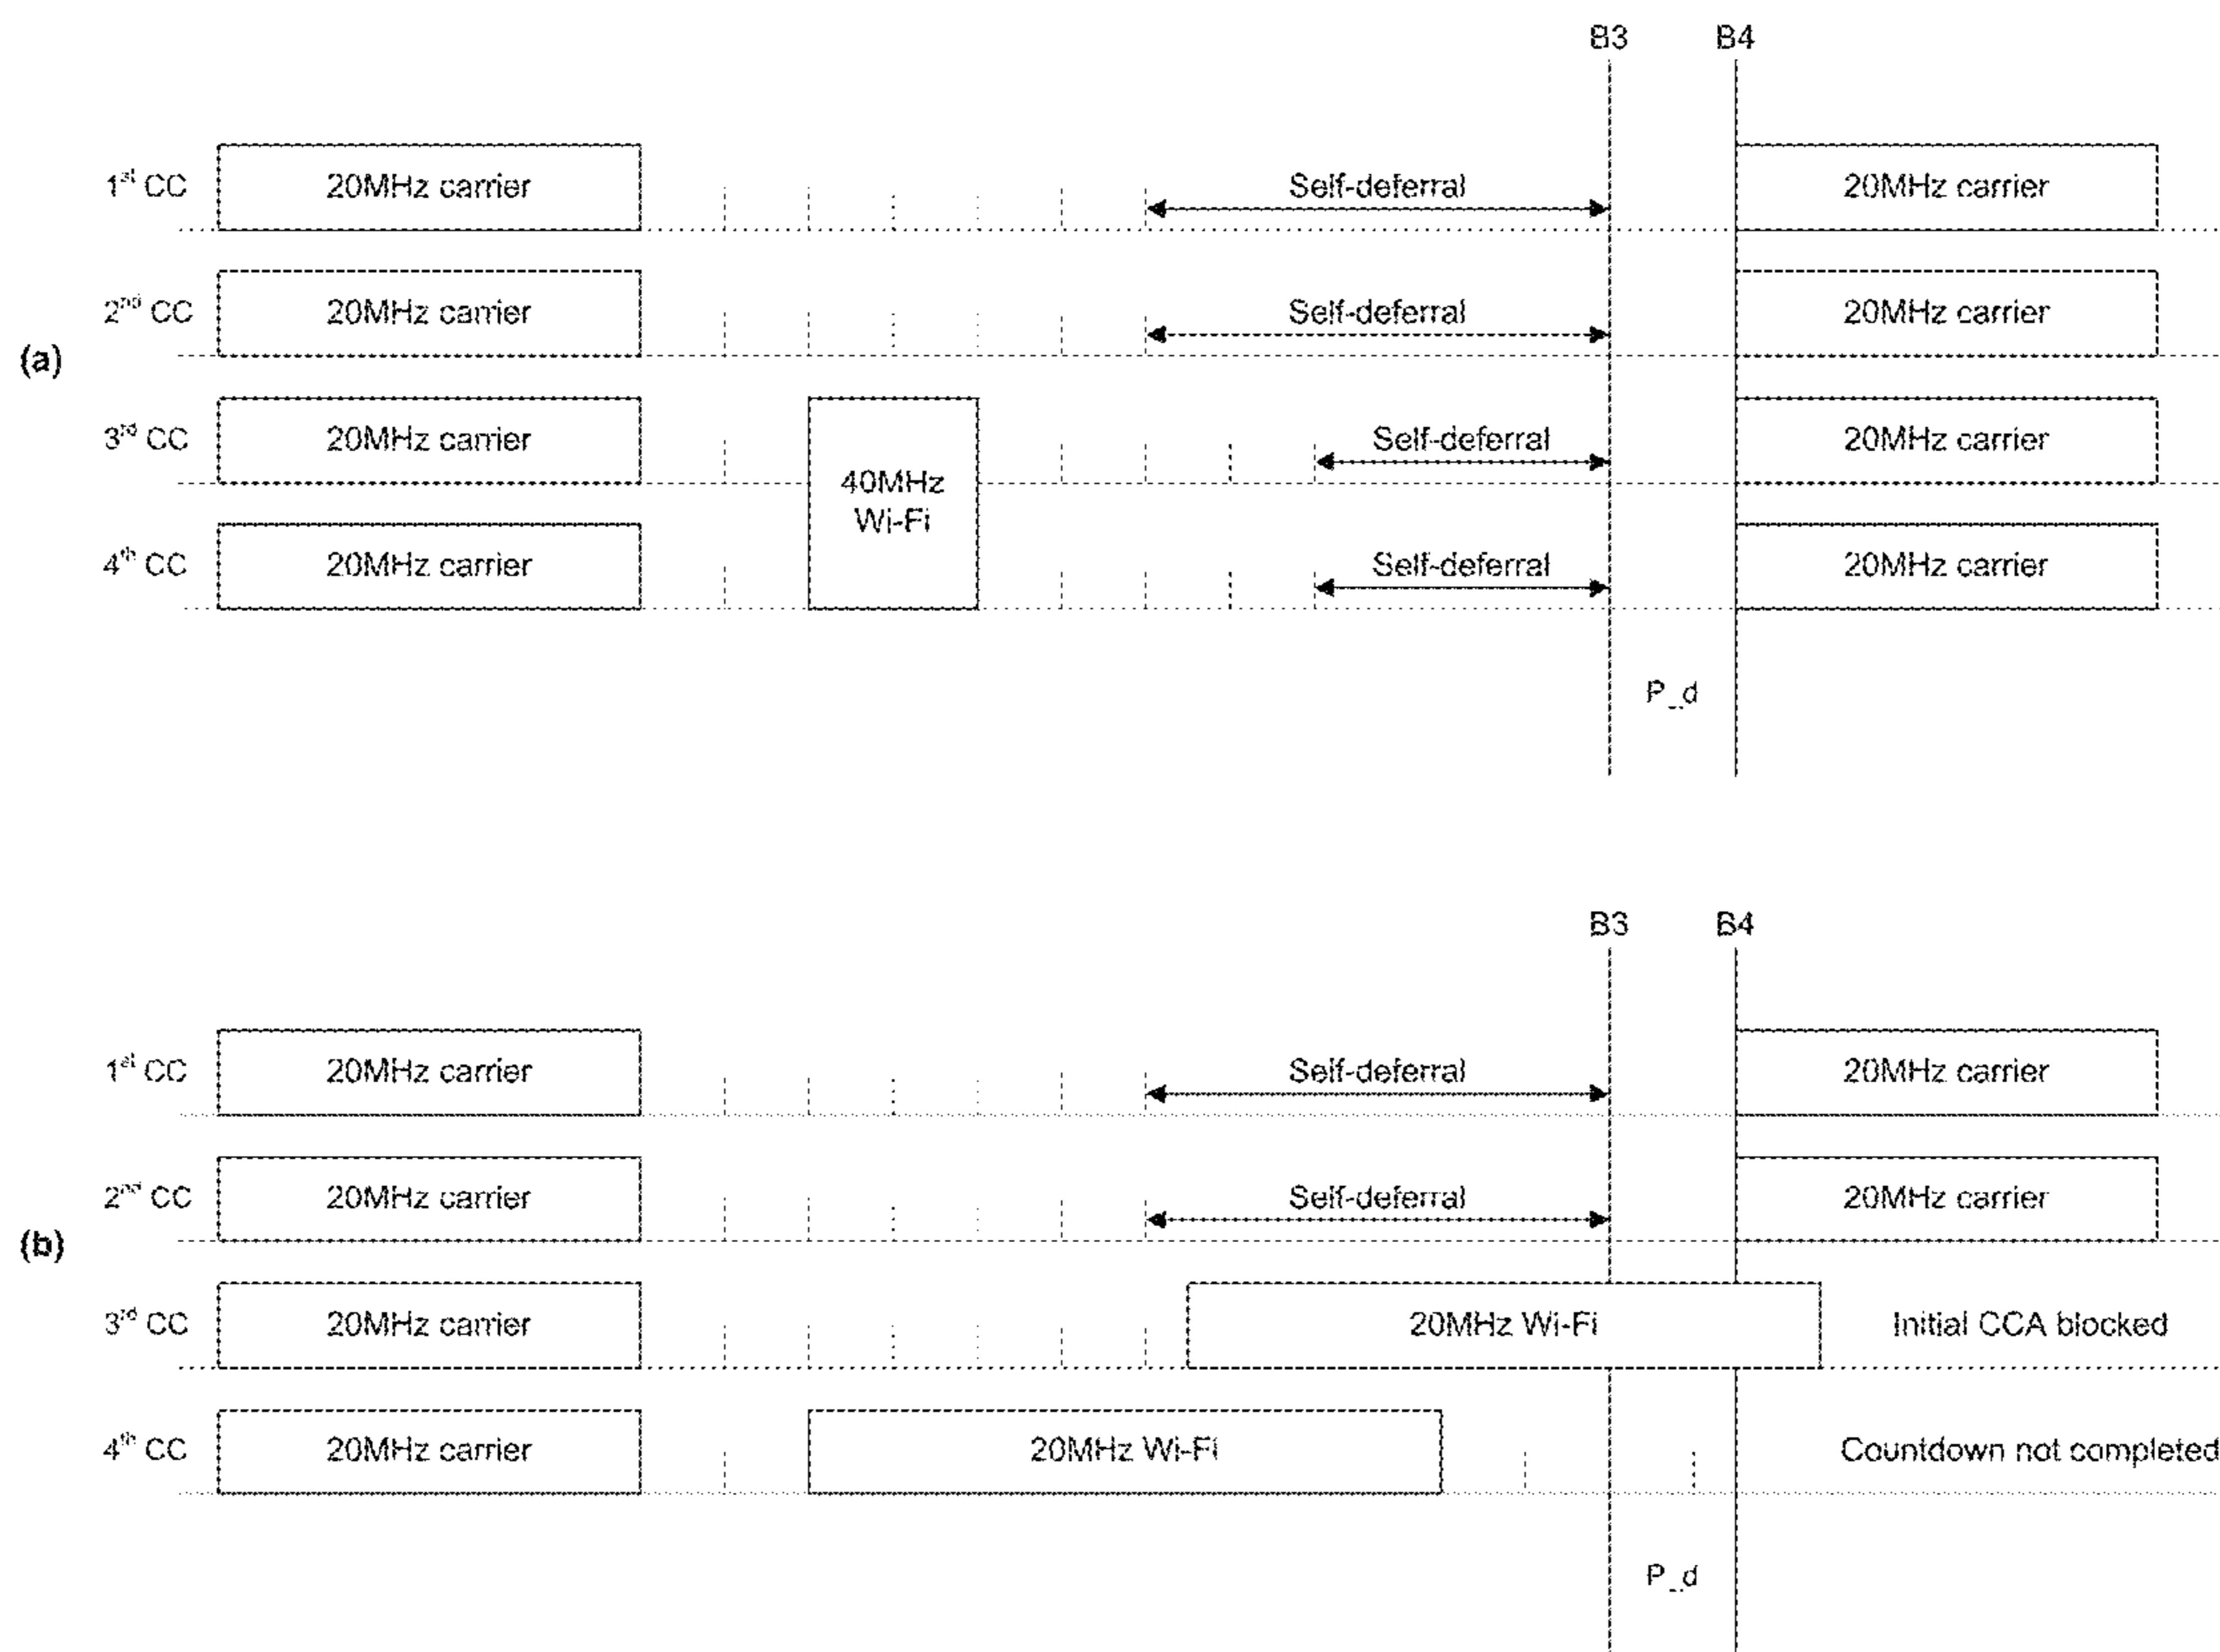 B3 B4
1st CC 20MHz carrier Self-deferral 20MHz carrier
2nd CC 20MHz carrier Self-deferral 20MHz carrier
(a)
3rd CC 20MHz carrier Self-deferral 20MHz carrier
40MHz
Wi-Fi
4th CC 20MHz carrier Self-deferral 20MHz carrier
P_d
B3 B4
1st CC 20MHz carrier Self-deferral 20MHz carrier
2nd CC 20MHz carrier Self-deferral 20MHz carrier
(b)
3rd CC 20MHz carrier 20MHz Wi-Fi Initial CCA blocked
4th CC 20MHz carrier 20MHz Wi-Fi Countdown not completed
P_d